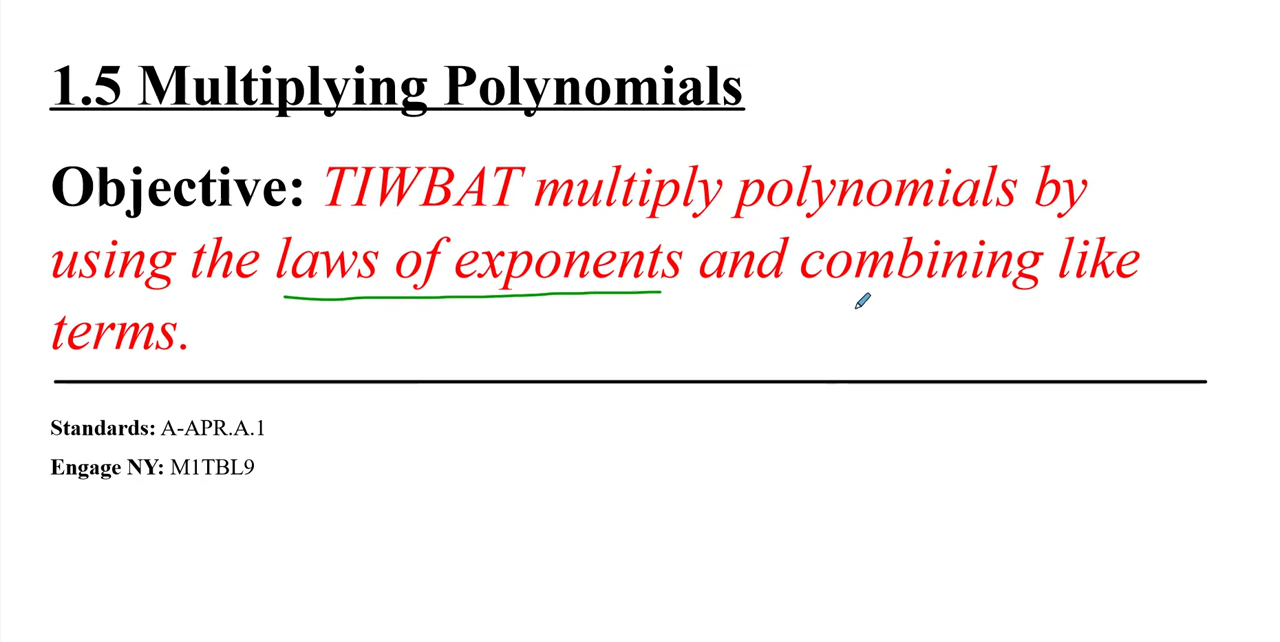 1.5 Multiplying Polynomials
Objective: TIWBAT multiply polynomials by
using the laws of exponents and combining like
terms.
Standards: A-APR.A.1
Engage NY: M1TBL9